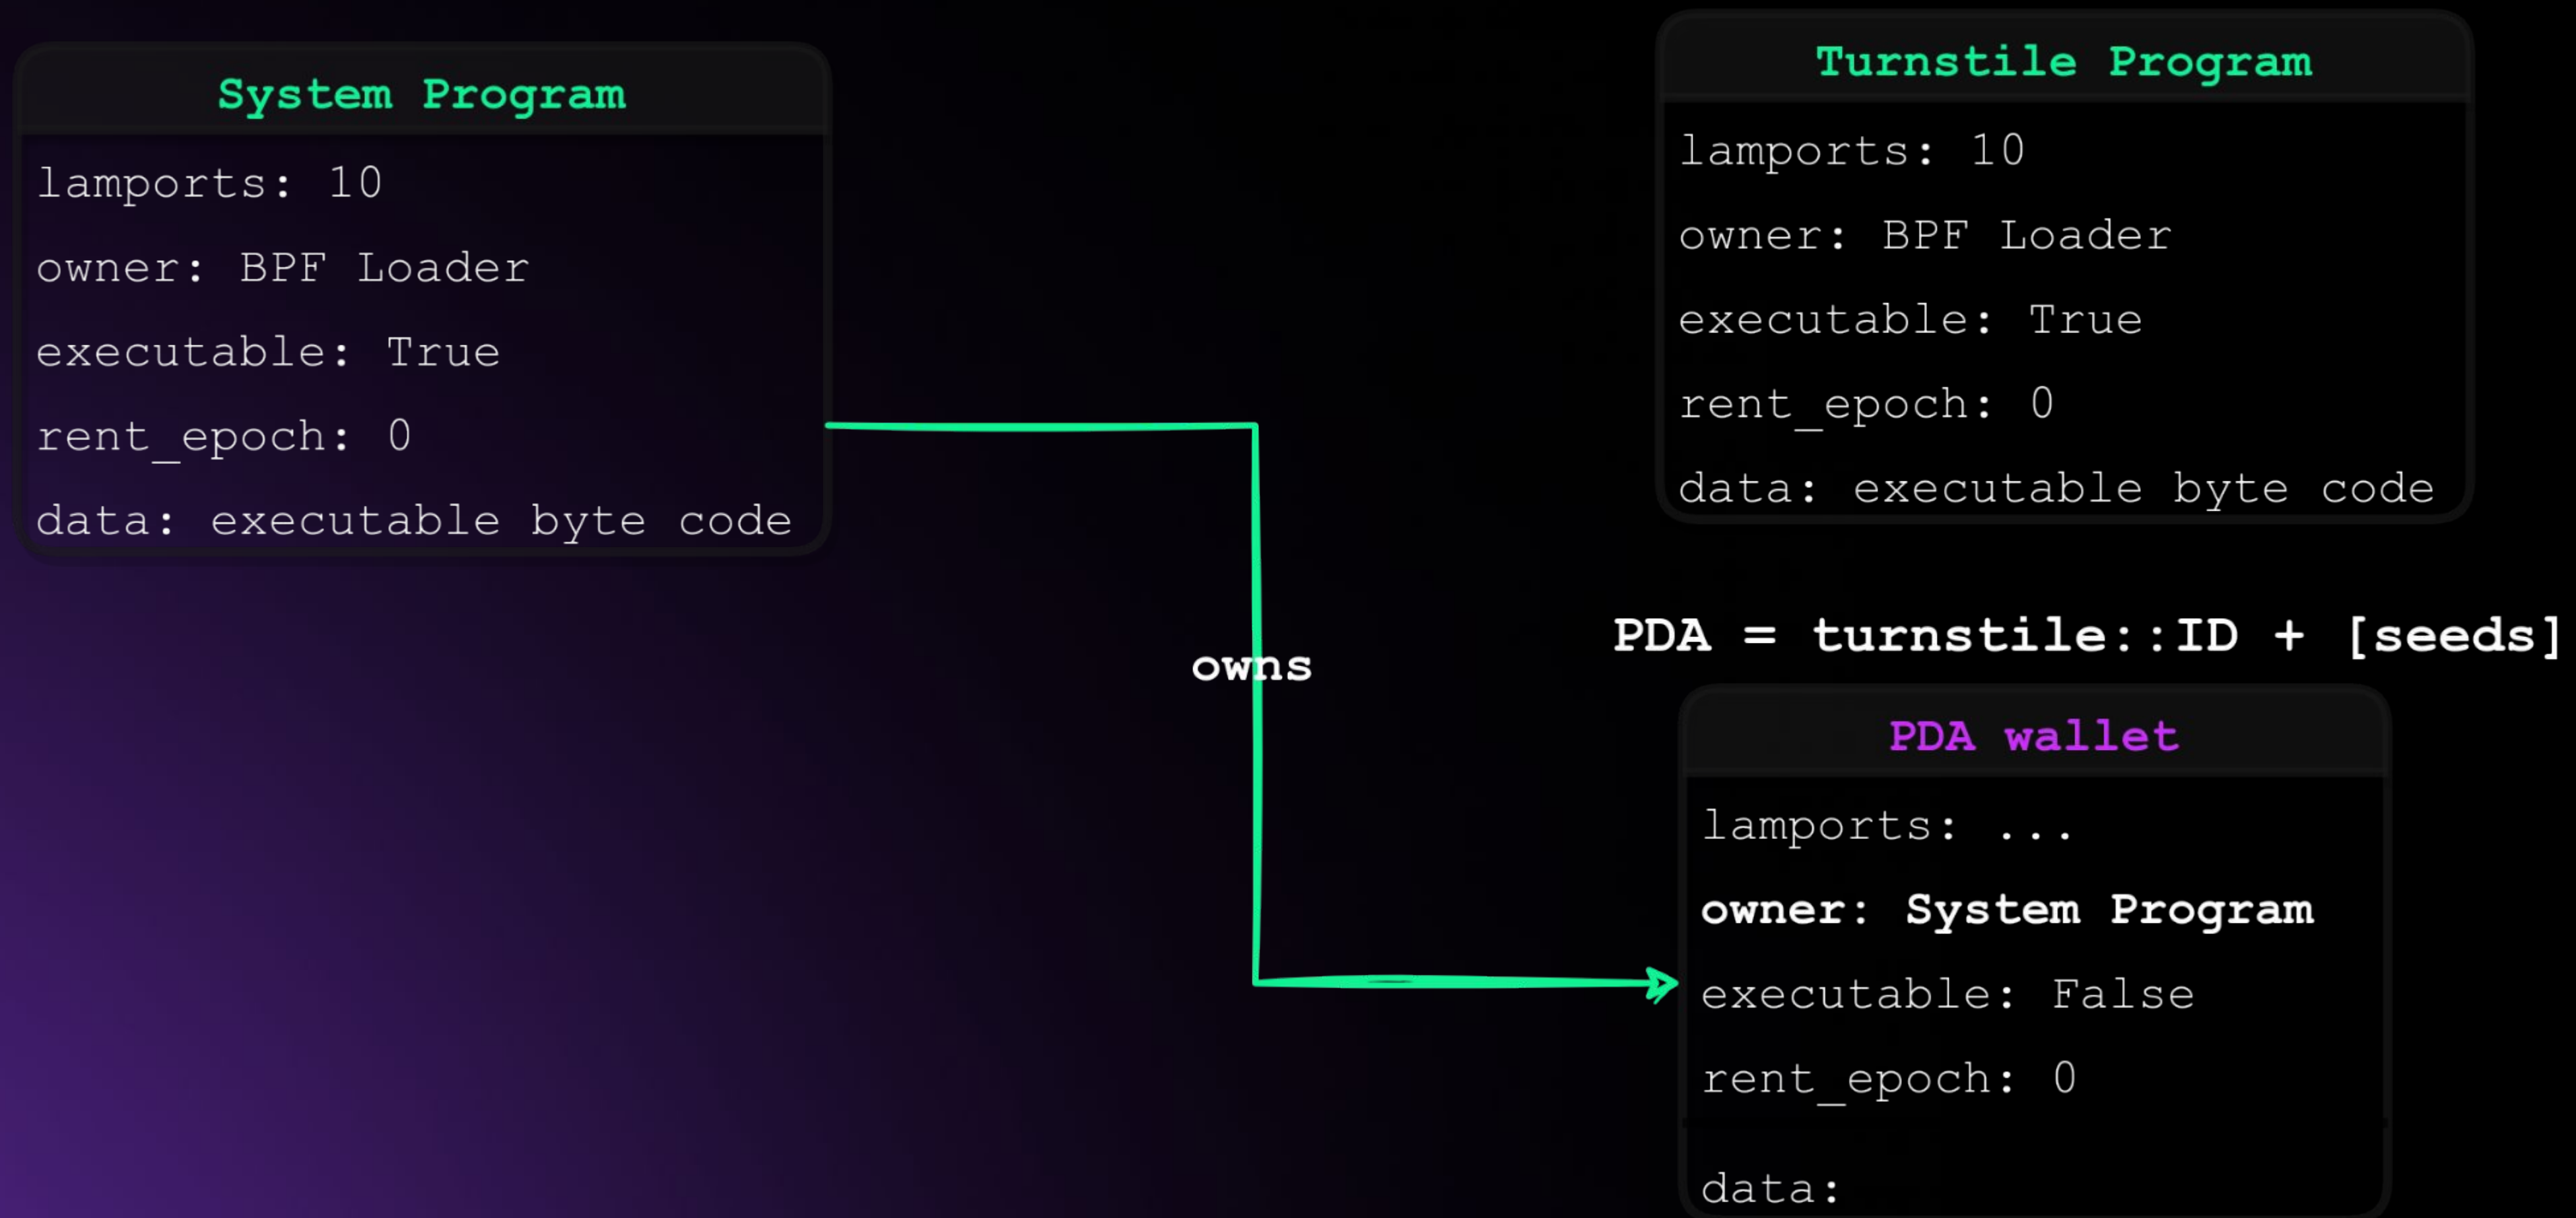 System Program
lamports: 10
owner: BPF Loader
executable: True
rent_epoch: 0
data: executable byte code
owns
Turnstile Program
lamports: 10
owner: BPF Loader
executable: True
rent_epoch: 0
data: executable byte code
PDA = turnstile::ID + [seeds]
PDA wallet
lamports: ...
owner: System Program
executable: False
rent_epoch: 0
data: